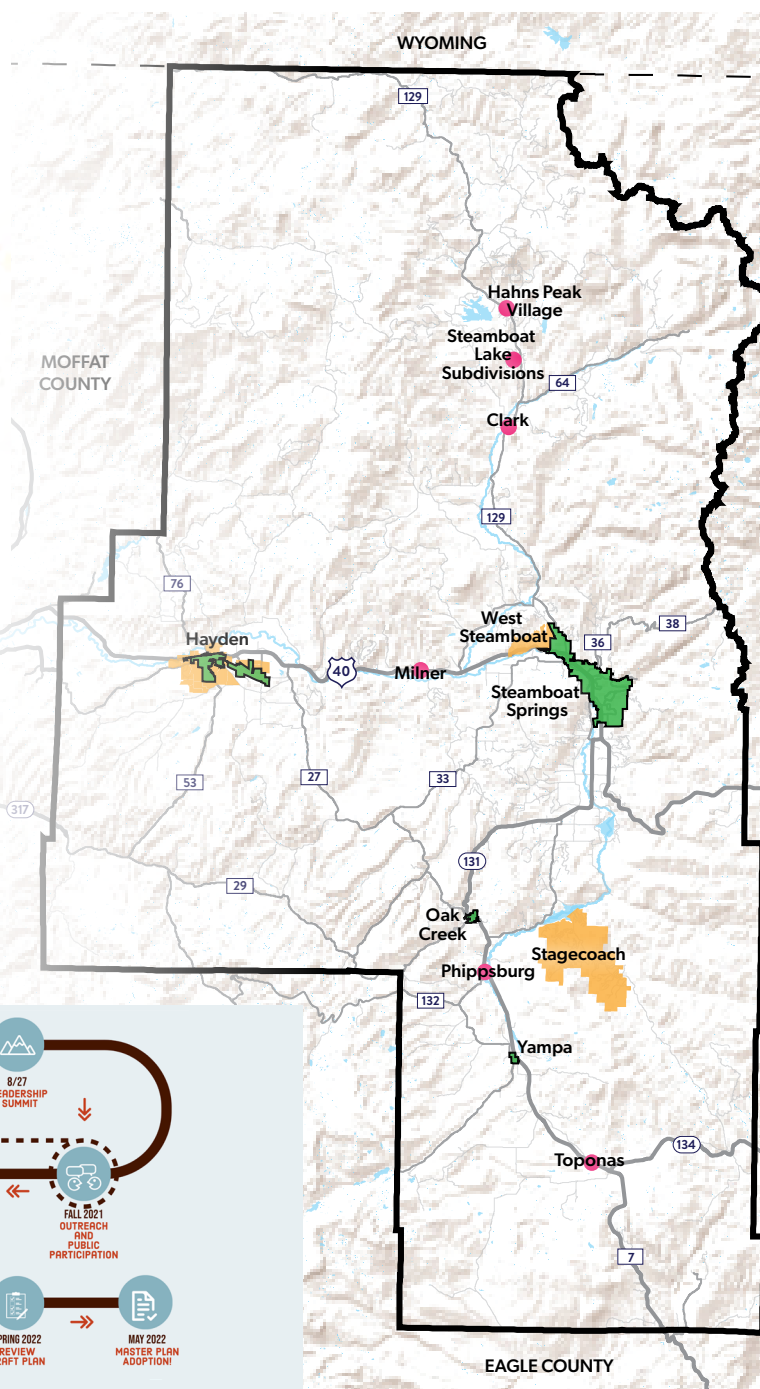 WYOMING
129
Hahns Peak
Village
Steamboat
Lake
Subdivisions
MOFFAT
COUNTY
64
Clark
129
76
West
Steamboat
38
36
Hayden
40
Milner
Steamboat
Springs
53
27
33
317
131
29
Oak
Creek
Stagecoach
Phippsburg
132
Yampa
134
Toponas
7
EAGLE COUNTY
8/27
EADERSHIP
SUMMIT
FALL 2021
OUTREACH
AND
PUBLIC
PARTICIPATION
PRING 2022
REVIEW
RAFT PLAN
MAY 2022
MASTER PLAN
ADOPTION!